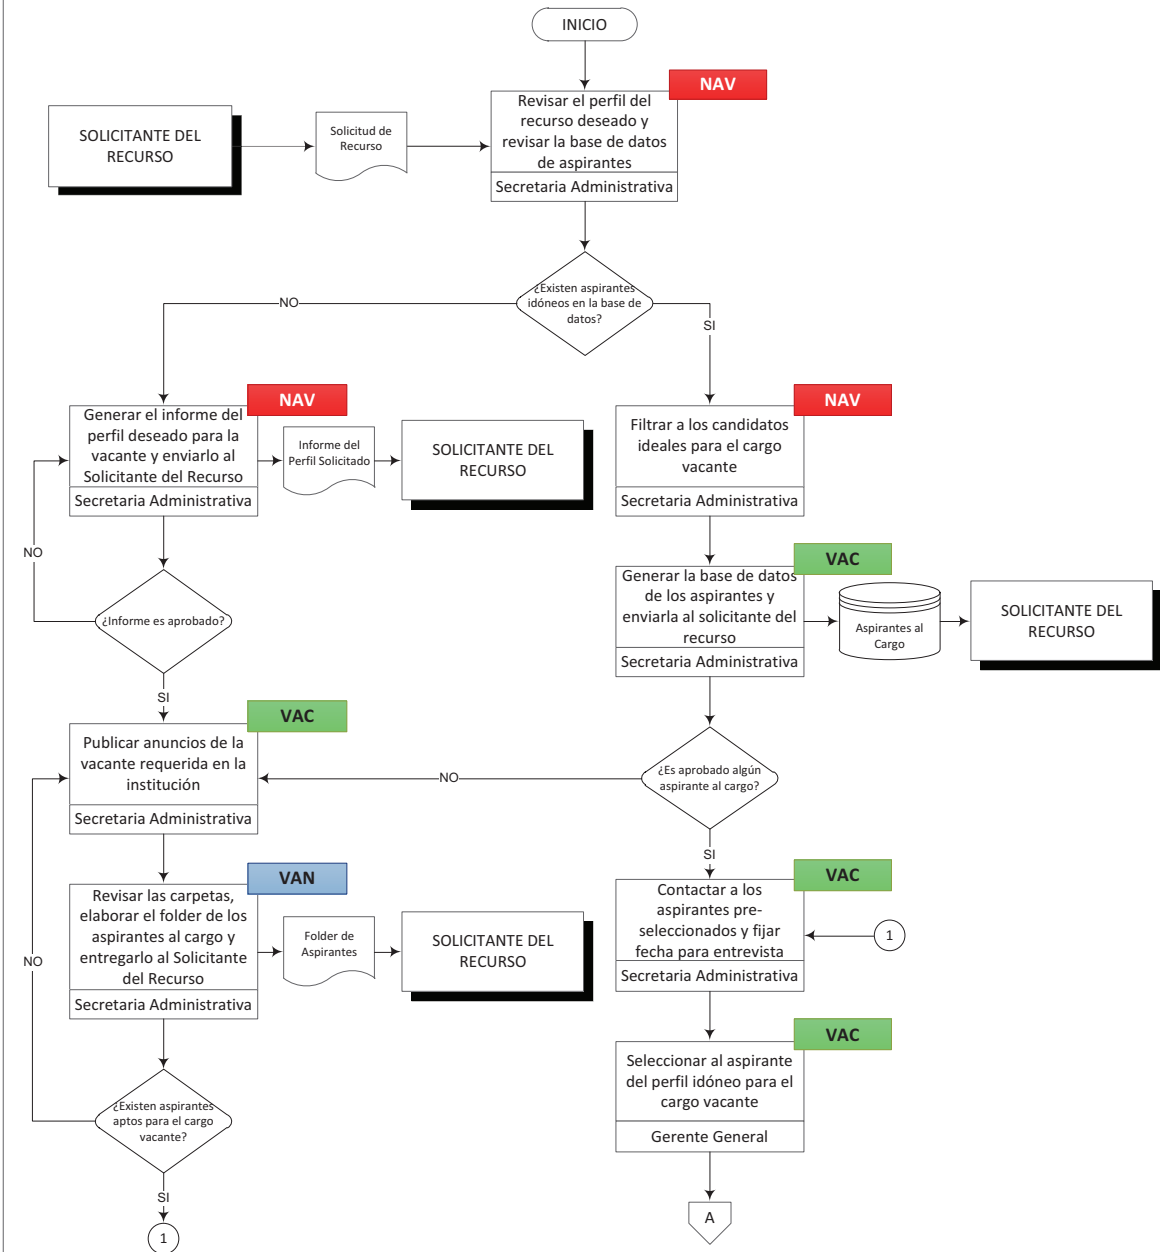 INICIO
NAV
Revisar el perfil del
recurso deseado y
revisar la base de datos
de aspirantes
Secretaria Administrativa
SOLICITANTE DEL
RECURSO
Solicitud de
Recurso
¿Existen aspirantes
idóneos en la base de
datos?
NO
SI
NAV
Generar el informe del
perfil deseado para la
vacante y enviarlo al
Solicitante del Recurso
Secretaria Administrativa
Informe del
Perfil Solicitado
SOLICITANTE DEL
RECURSO
NAV
Filtrar a los candidatos
ideales para el cargo
vacante
Secretaria Administrativa
NO
¿Informe es aprobado?
SI
VAC
Generar la base de datos
de los aspirantes y
enviarla al solicitante del
recurso
Secretaria Administrativa
Aspirantes al
Cargo
SOLICITANTE DEL
RECURSO
VAC
Publicar anuncios de la
vacante requerida en la
institución
Secretaria Administrativa
NO
¿Es aprobado algún
aspirante al cargo?
SI
VAN
Revisar las carpetas,
elaborar el folder de los
aspirantes al cargo y
entregarlo al Solicitante
del Recurso
Secretaria Administrativa
Folder de
Aspirantes
SOLICITANTE DEL
RECURSO
VAC
Contactar a los
aspirantes pre-
seleccionados y fijar
fecha para entrevista
Secretaria Administrativa
1
NO
¿Existen aspirantes
aptos para el cargo
vacante?
SI
1
VAC
Seleccionar al aspirante
del perfil idóneo para el
cargo vacante
Gerente General
A